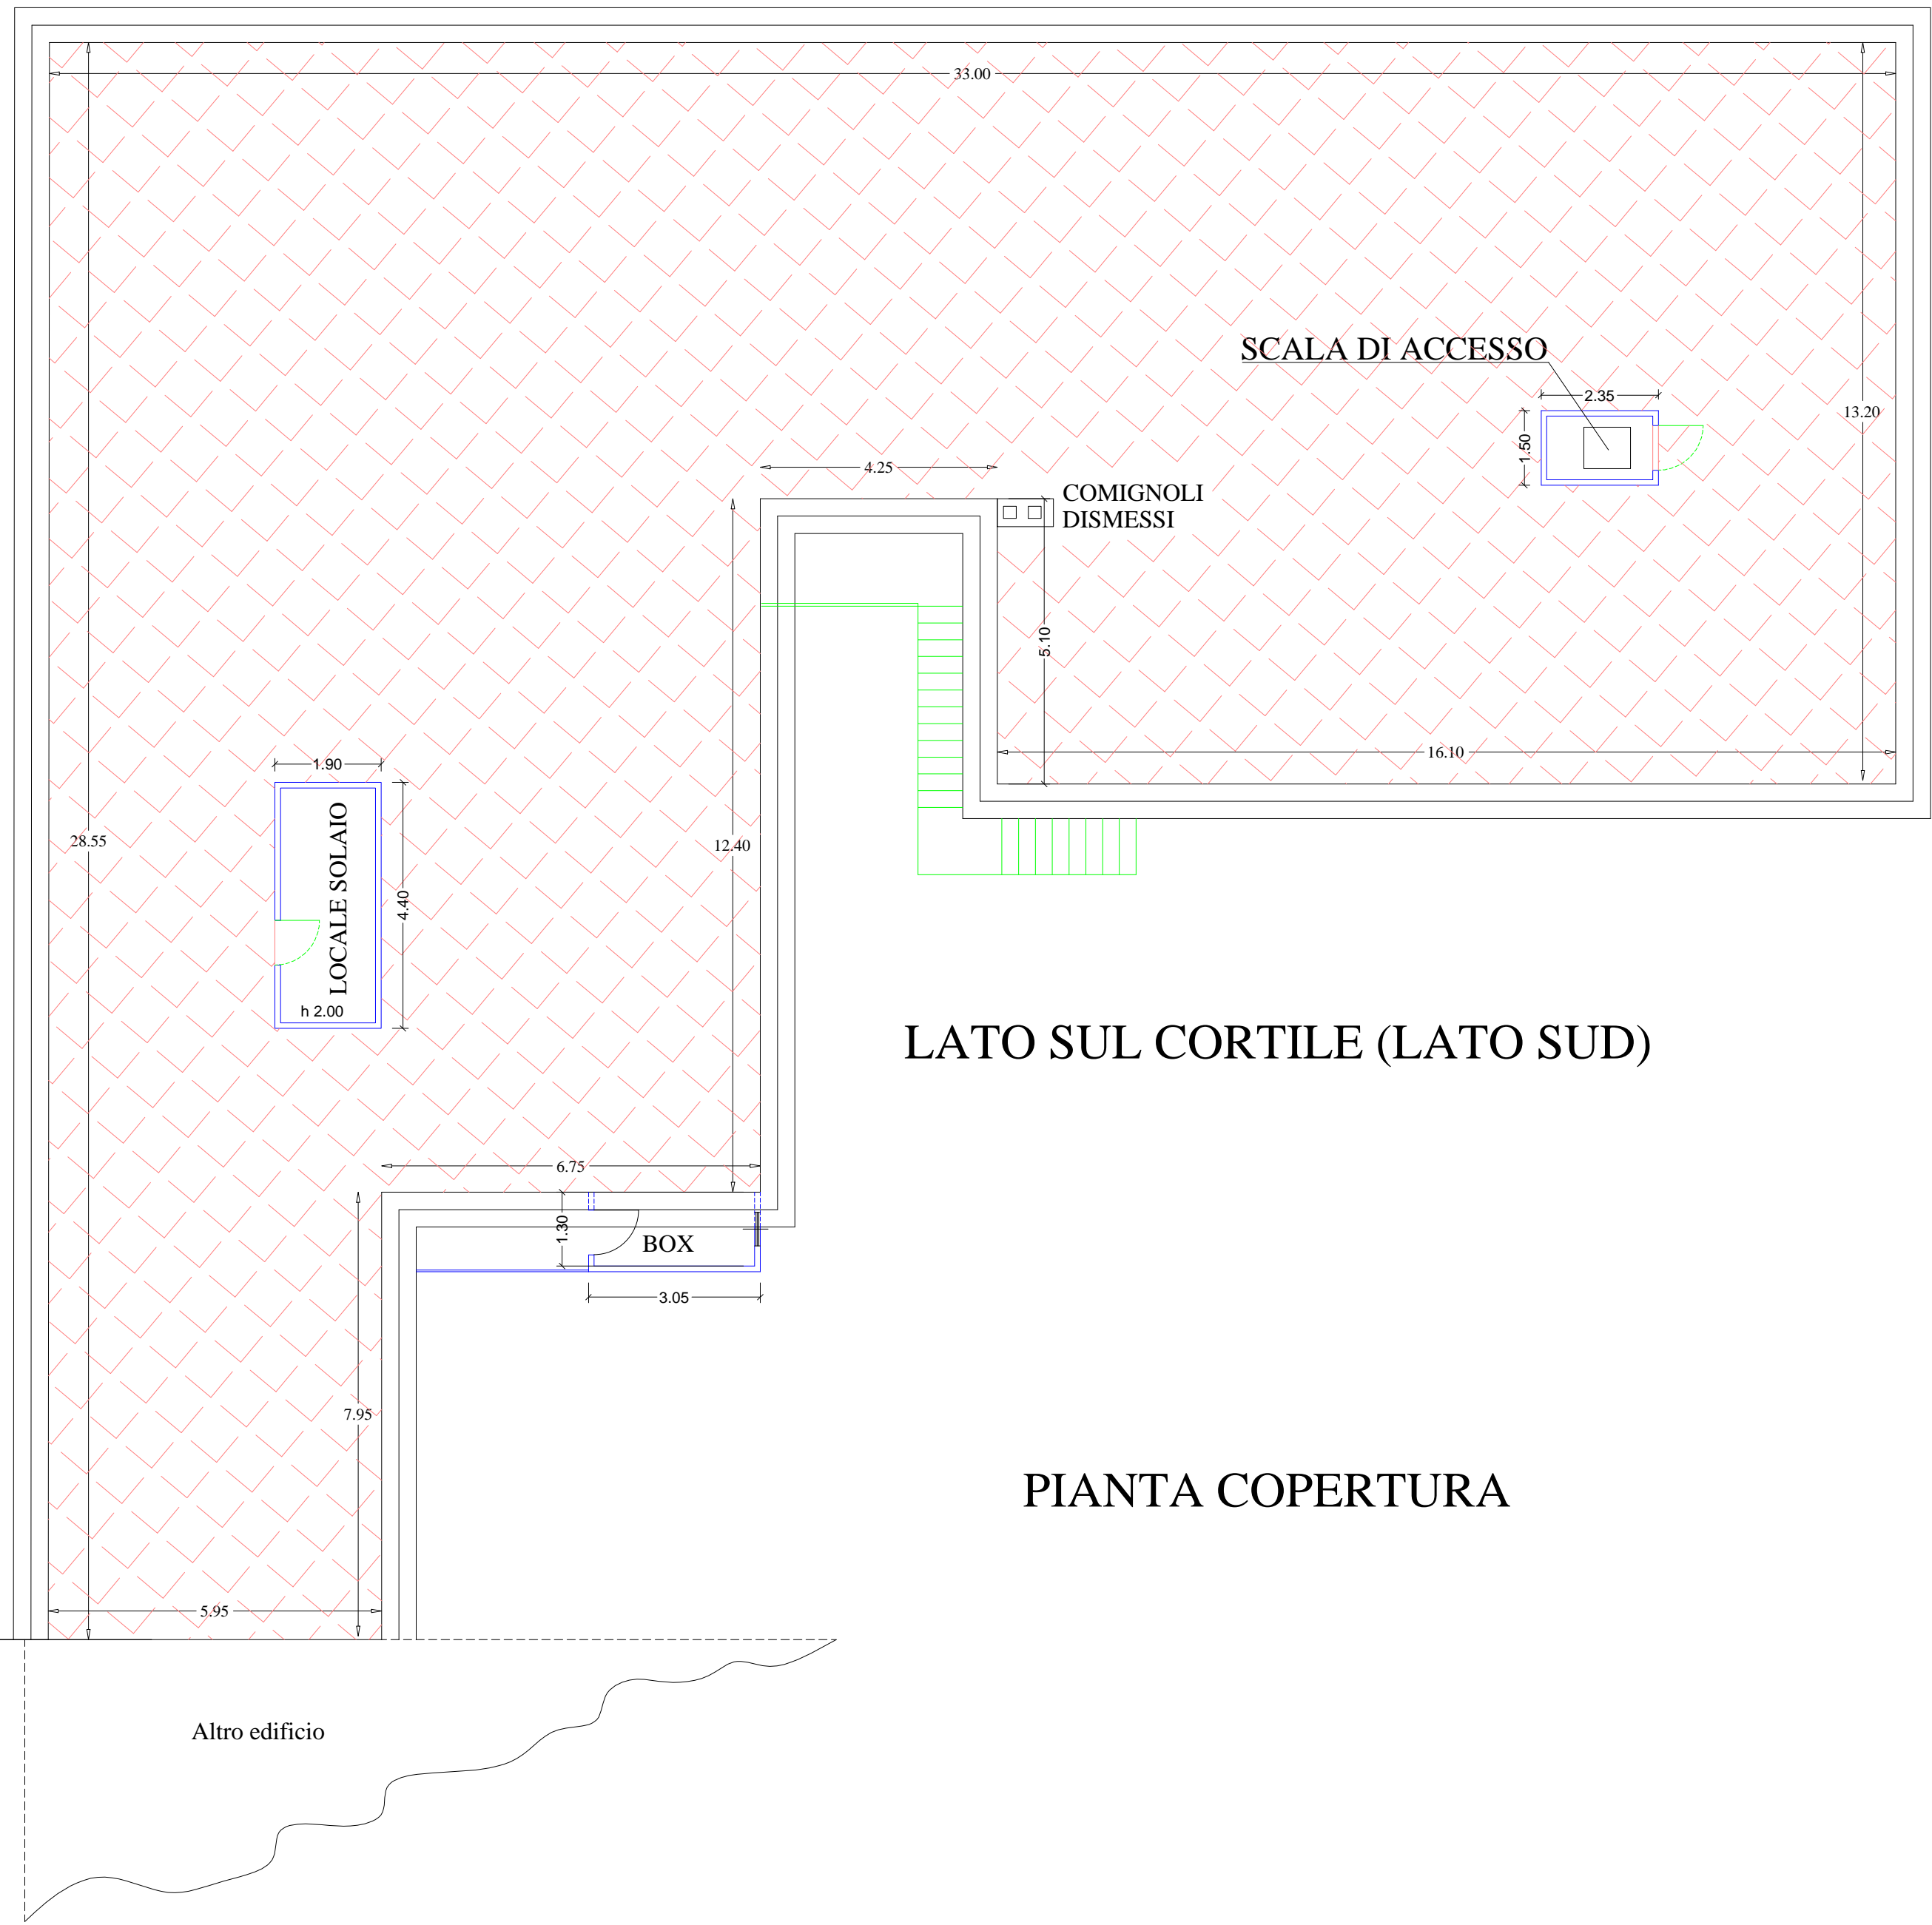 33.00
SCALA DI ACCESSO
2.35
13.20
1.50
4.25
COMIGNOLI
DISMESSI
5.10
16.10
1.90
28.55
12.40
LOCALE SOLAIO
4.40
h 2.00
LATO SUL CORTILE (LATO SUD)
6.75
1.30
BOX
3.05
7.95
PIANTA COPERTURA
5.95
Altro edificio